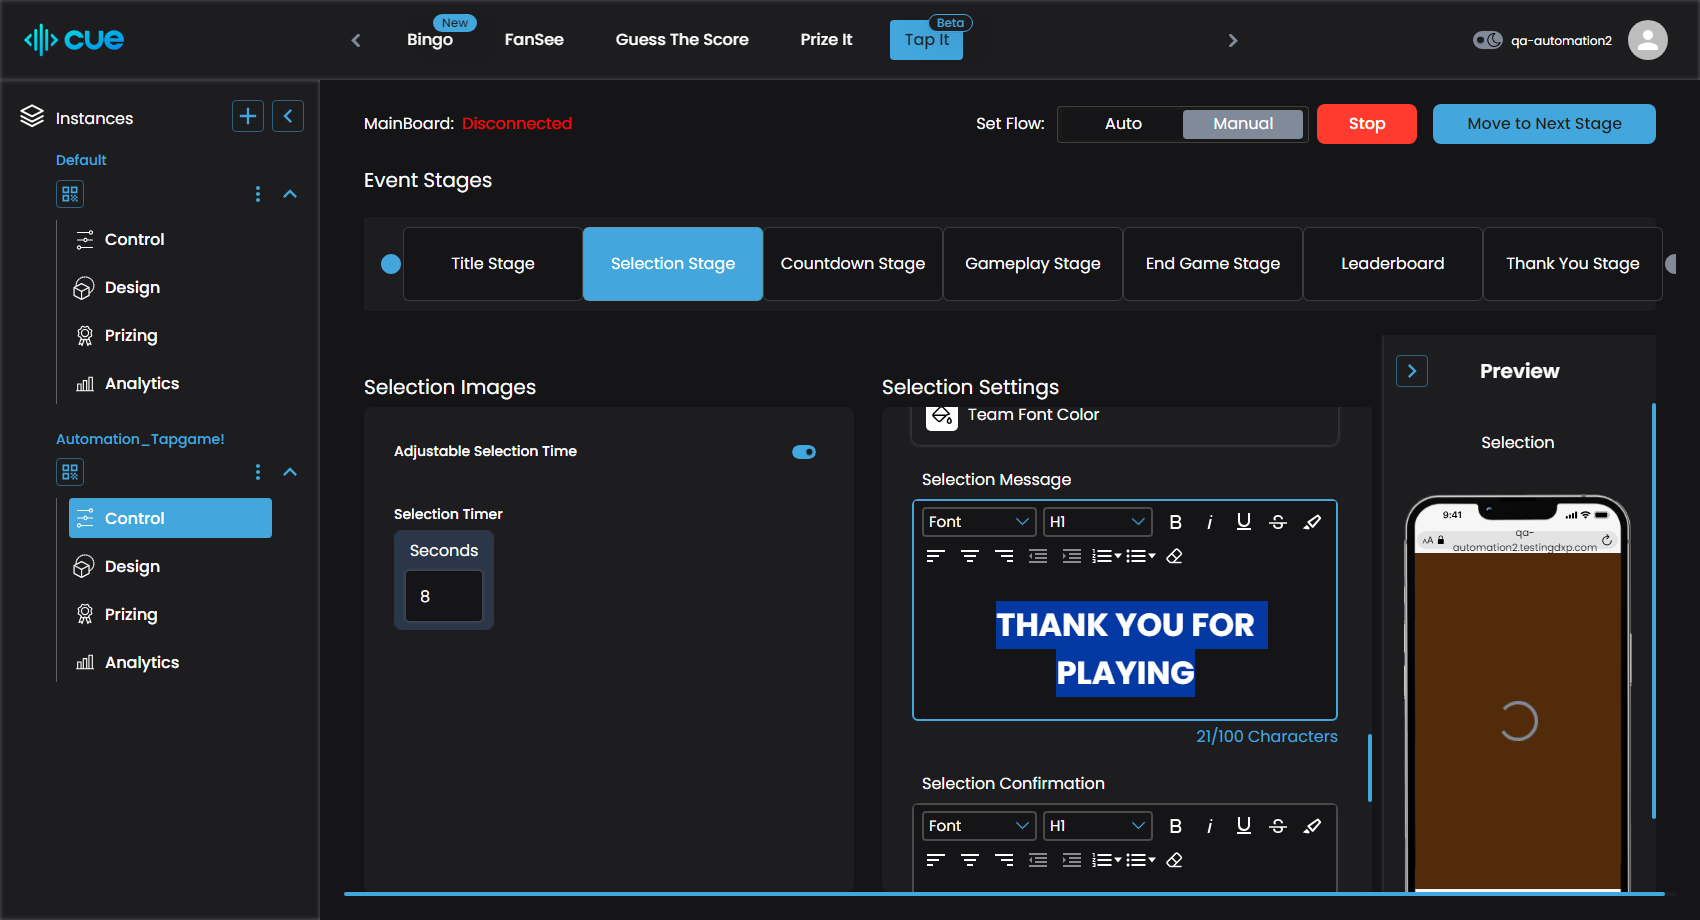 cue
Bingo
New
FanSee
Guess The Score
Prize It
Tap It
Beta
qa-automation2
Instances
Default
Control
Design
Prizing
Analytics
Automation_Tapgame!
Control
Design
Prizing
Analytics
MainBoard: Disconnected
Set Flow:
Auto
Manual
Stop
Move to Next Stage
Event Stages
Title Stage
Selection Stage
Countdown Stage
Gameplay Stage
End Game Stage
Leaderboard
Thank You Stage
Selection Images
Adjustable Selection Time
Selection Timer
Seconds
8
Selection Settings
Team Font Color
Selection Message
Font
H1
B
i
U
S
THANK YOU FOR
PLAYING
21/100 Characters
Selection Confirmation
Font
H1
B
i
U
S
Preview
Selection
9:41
AA
qa-
automation2.testingdxp.com